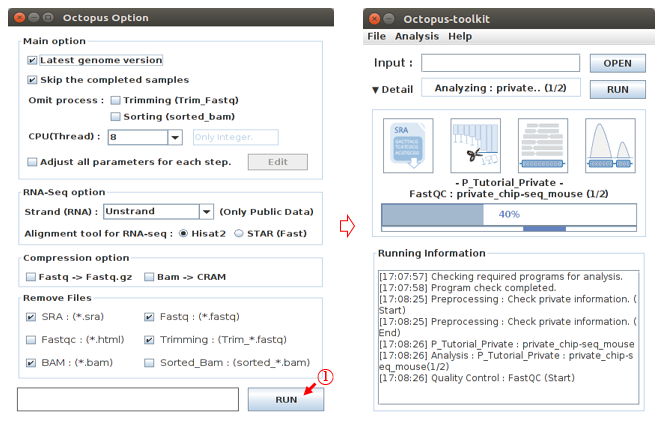 Octopus Option
Main option
Latest genome version
Skip the completed samples
Omit process : Trimming (Trim_Fastq)
Sorting (sorted_bam)
CPU(Thread) : 8 Only Integer.
Adjust all parameters for each step. Edit
RNA-Seq option
Strand (RNA) : Unstrand (Only Public Data)
Alignment tool for RNA-seq : Hisat2 STAR (Fast)
Compression option
Fastq -> Fastq.gz Bam -> CRAM
Remove Files
SRA : (*.sra) Fastq : (*.fastq)
Fastqc : (*.html) Trimming : (Trim_*.fastq)
BAM : (*.bam) Sorted_Bam : (sorted_*.bam)
RUN
①
Octopus-toolkit
File Analysis Help
Input : OPEN
▼ Detail Analyzing : private.. (1/2) RUN
SRA
- P_Tutorial_Private -
FastQC : private_chip-seq_mouse (1/2)
40%
Running Information
[17:07:57] Checking required programs for analysis.
[17:07:58] Program check completed.
[17:08:25] Preprocessing : Check private information. (
Start)
[17:08:25] Preprocessing : Check private information. (
End)
[17:08:26] P_Tutorial_Private : private_chip-seq_mouse
[17:08:26] Analysis : P_Tutorial_Private : private_chip-s
eq_mouse(1/2)
[17:08:26] Quality Control : FastQC (Start)